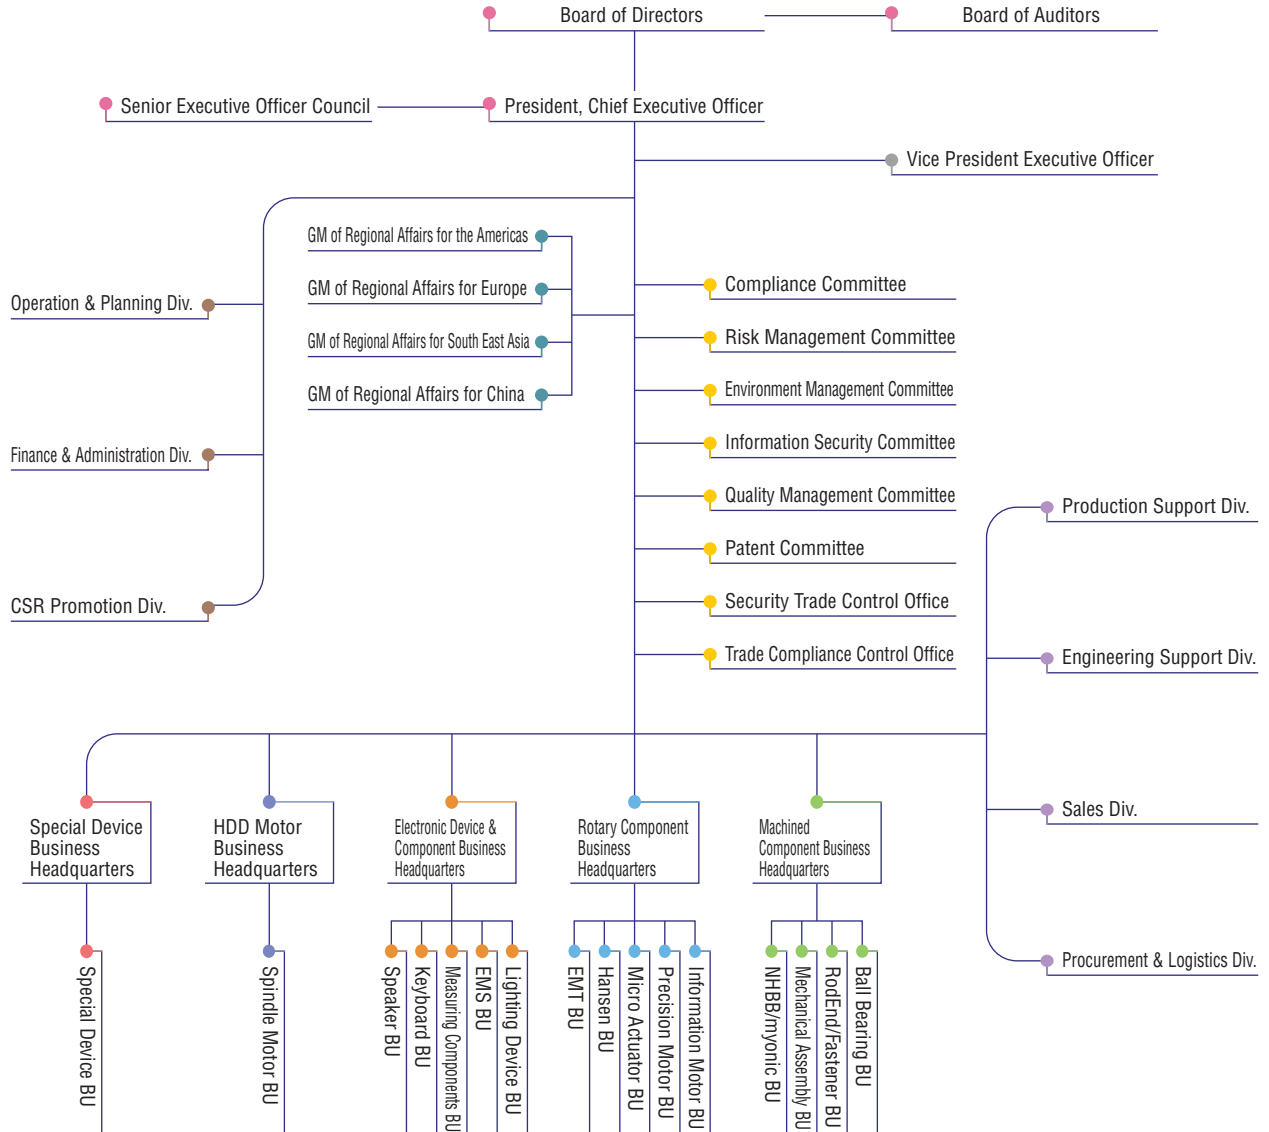 Board of Directors
Board of Auditors
Senior Executive Officer Council
President, Chief Executive Officer
Vice President Executive Officer
GM of Regional Affairs for the Americas
GM of Regional Affairs for Europe
GM of Regional Affairs for South East Asia
GM of Regional Affairs for China
Operation & Planning Div.
Finance & Administration Div.
CSR Promotion Div.
Compliance Committee
Risk Management Committee
Environment Management Committee
Information Security Committee
Quality Management Committee
Patent Committee
Security Trade Control Office
Trade Compliance Control Office
Production Support Div.
Engineering Support Div.
Sales Div.
Procurement & Logistics Div.
Special Device
Business
Headquarters
HDD Motor
Business
Headquarters
Electronic Device &
Component Business
Headquarters
Rotary Component
Business
Headquarters
Machined
Component Business
Headquarters
Special Device BU
Spindle Motor BU
Speaker BU
Keyboard BU
Measuring Components BU
EMS BU
Lighting Device BU
EMT BU
Hansen BU
Micro Actuator BU
Precision Motor BU
Information Motor BU
NHBB/myonic BU
Mechanical Assembly BU
RodEnd/Fastener BU
Ball Bearing BU